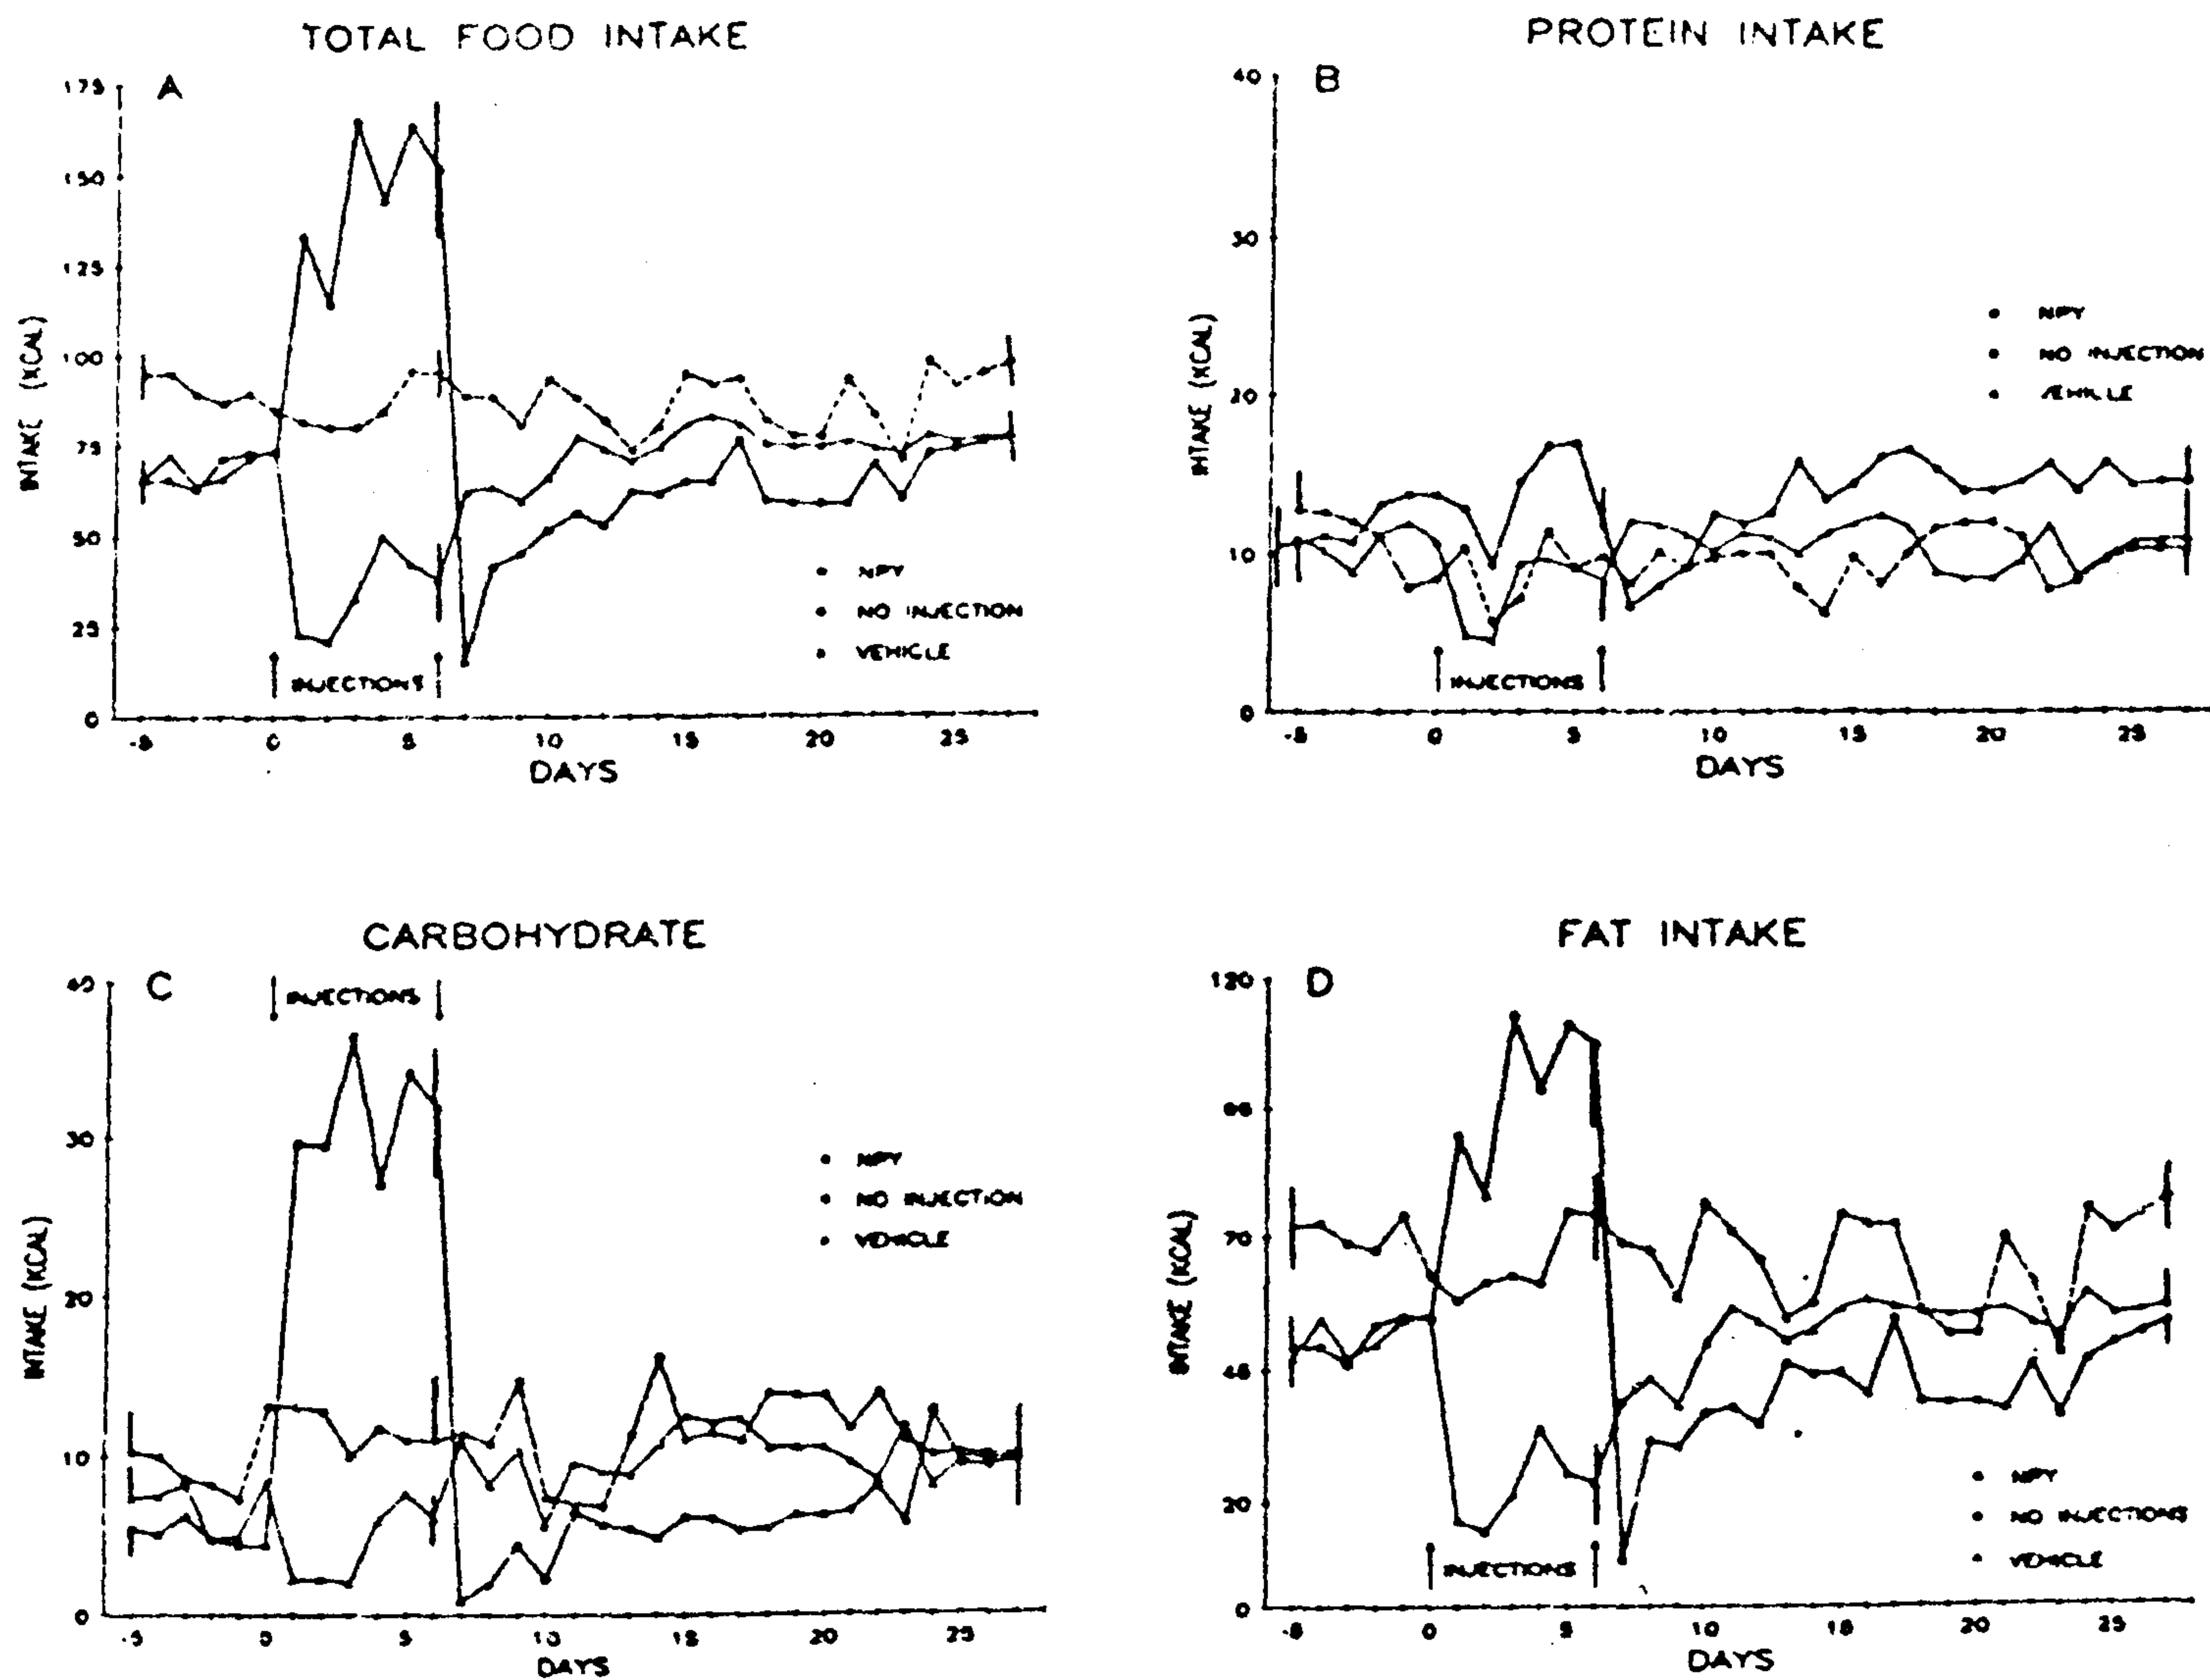 TOTAL FOOD INTAKE
A
175
150
125
100
75
50
25
0
INTAKE (KCAL)
NPY
NO INJECTION
VEHICLE
INJECTIONS
-5 0 5 10 15 20 25
DAYS
PROTEIN INTAKE
B
40
30
20
10
0
INTAKE (KCAL)
NPY
NO INJECTION
VEHICLE
INJECTIONS
-5 0 5 10 15 20 25
DAYS
CARBOHYDRATE
C
40
30
20
10
0
INTAKE (KCAL)
INJECTIONS
NPY
NO INJECTION
VEHICLE
-5 0 5 10 15 20 25
DAYS
FAT INTAKE
D
120
70
45
20
0
INTAKE (KCAL)
NPY
NO INJECTIONS
VEHICLE
INJECTIONS
-5 0 5 10 15 20 25
DAYS